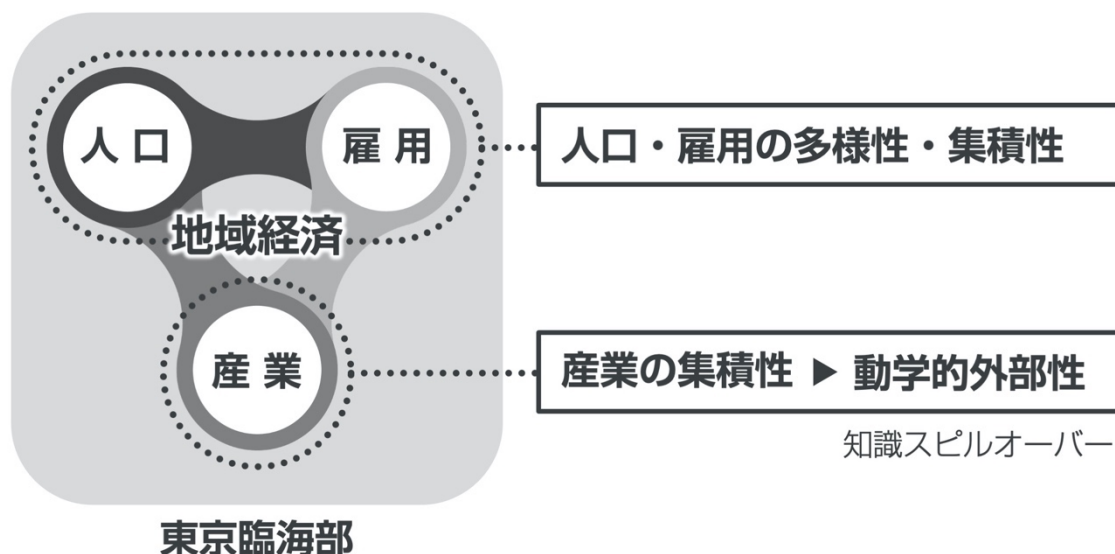 人口
雇用
人口・雇用の多様性・集積性
地域経済
産業
産業の集積性 ▶ 動学的外部性
知識スピルオーバー
東京臨海部